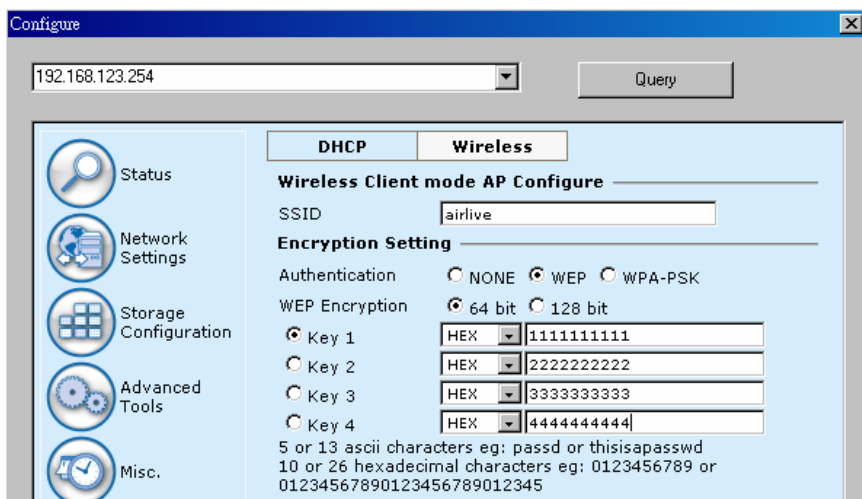 Configure
192.168.123.254
Query
Status
Network
Settings
Storage
Configuration
Advanced
Tools
Misc.
DHCP Wireless
Wireless Client mode AP Configure
SSID airlive
Encryption Setting
Authentication NONE WEP WPA-PSK
WEP Encryption 64 bit 128 bit
Key 1 HEX 1111111111
Key 2 HEX 2222222222
Key 3 HEX 3333333333
Key 4 HEX 4444444444
5 or 13 ascii characters eg: passd or thisisapasswd
10 or 26 hexadecimal characters eg: 0123456789 or
01234567890123456789012345